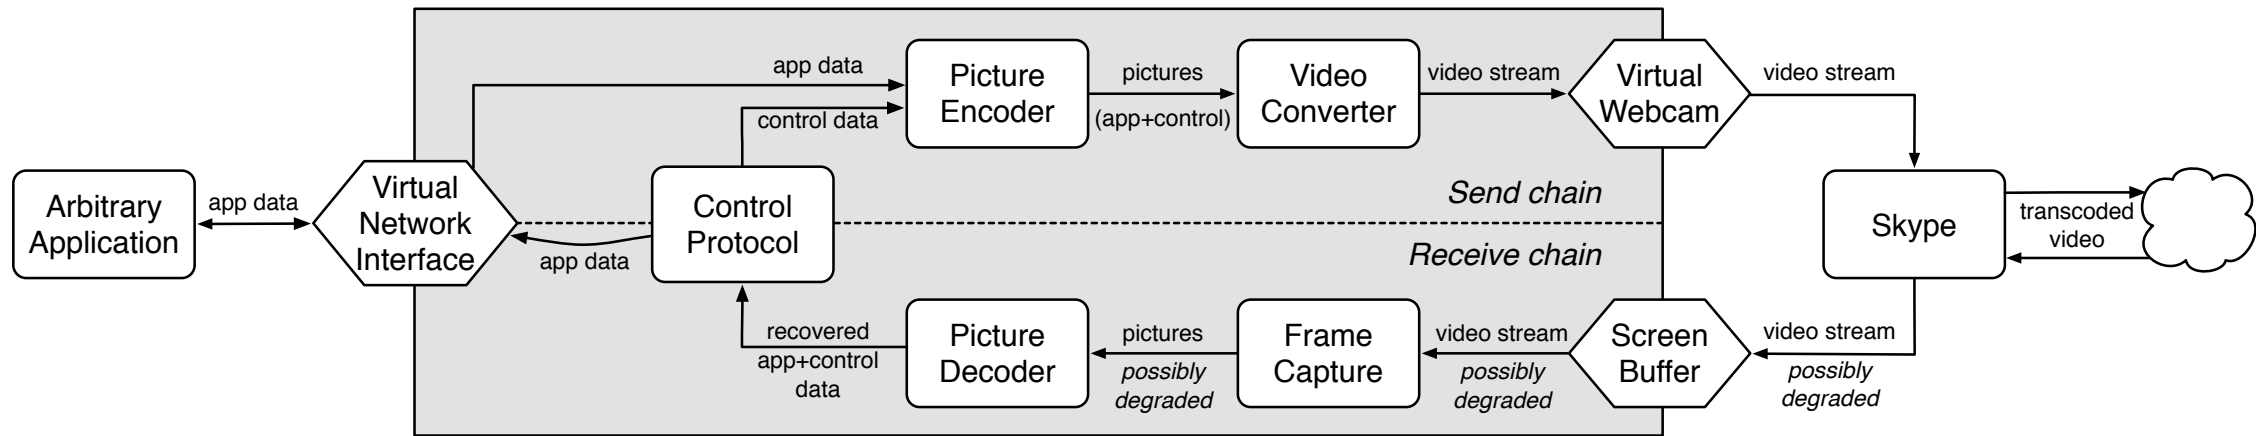 Arbitrary
Application
app data
Virtual
Network
Interface
app data
control data
Picture
Encoder
pictures
(app+control)
Video
Converter
video stream
Virtual
Webcam
video stream
Control
Protocol
app data
Send chain
Receive chain
Skype
transcoded
video
recovered
app+control
data
Picture
Decoder
pictures
possibly
degraded
Frame
Capture
video stream
possibly
degraded
Screen
Buffer
video stream
possibly
degraded